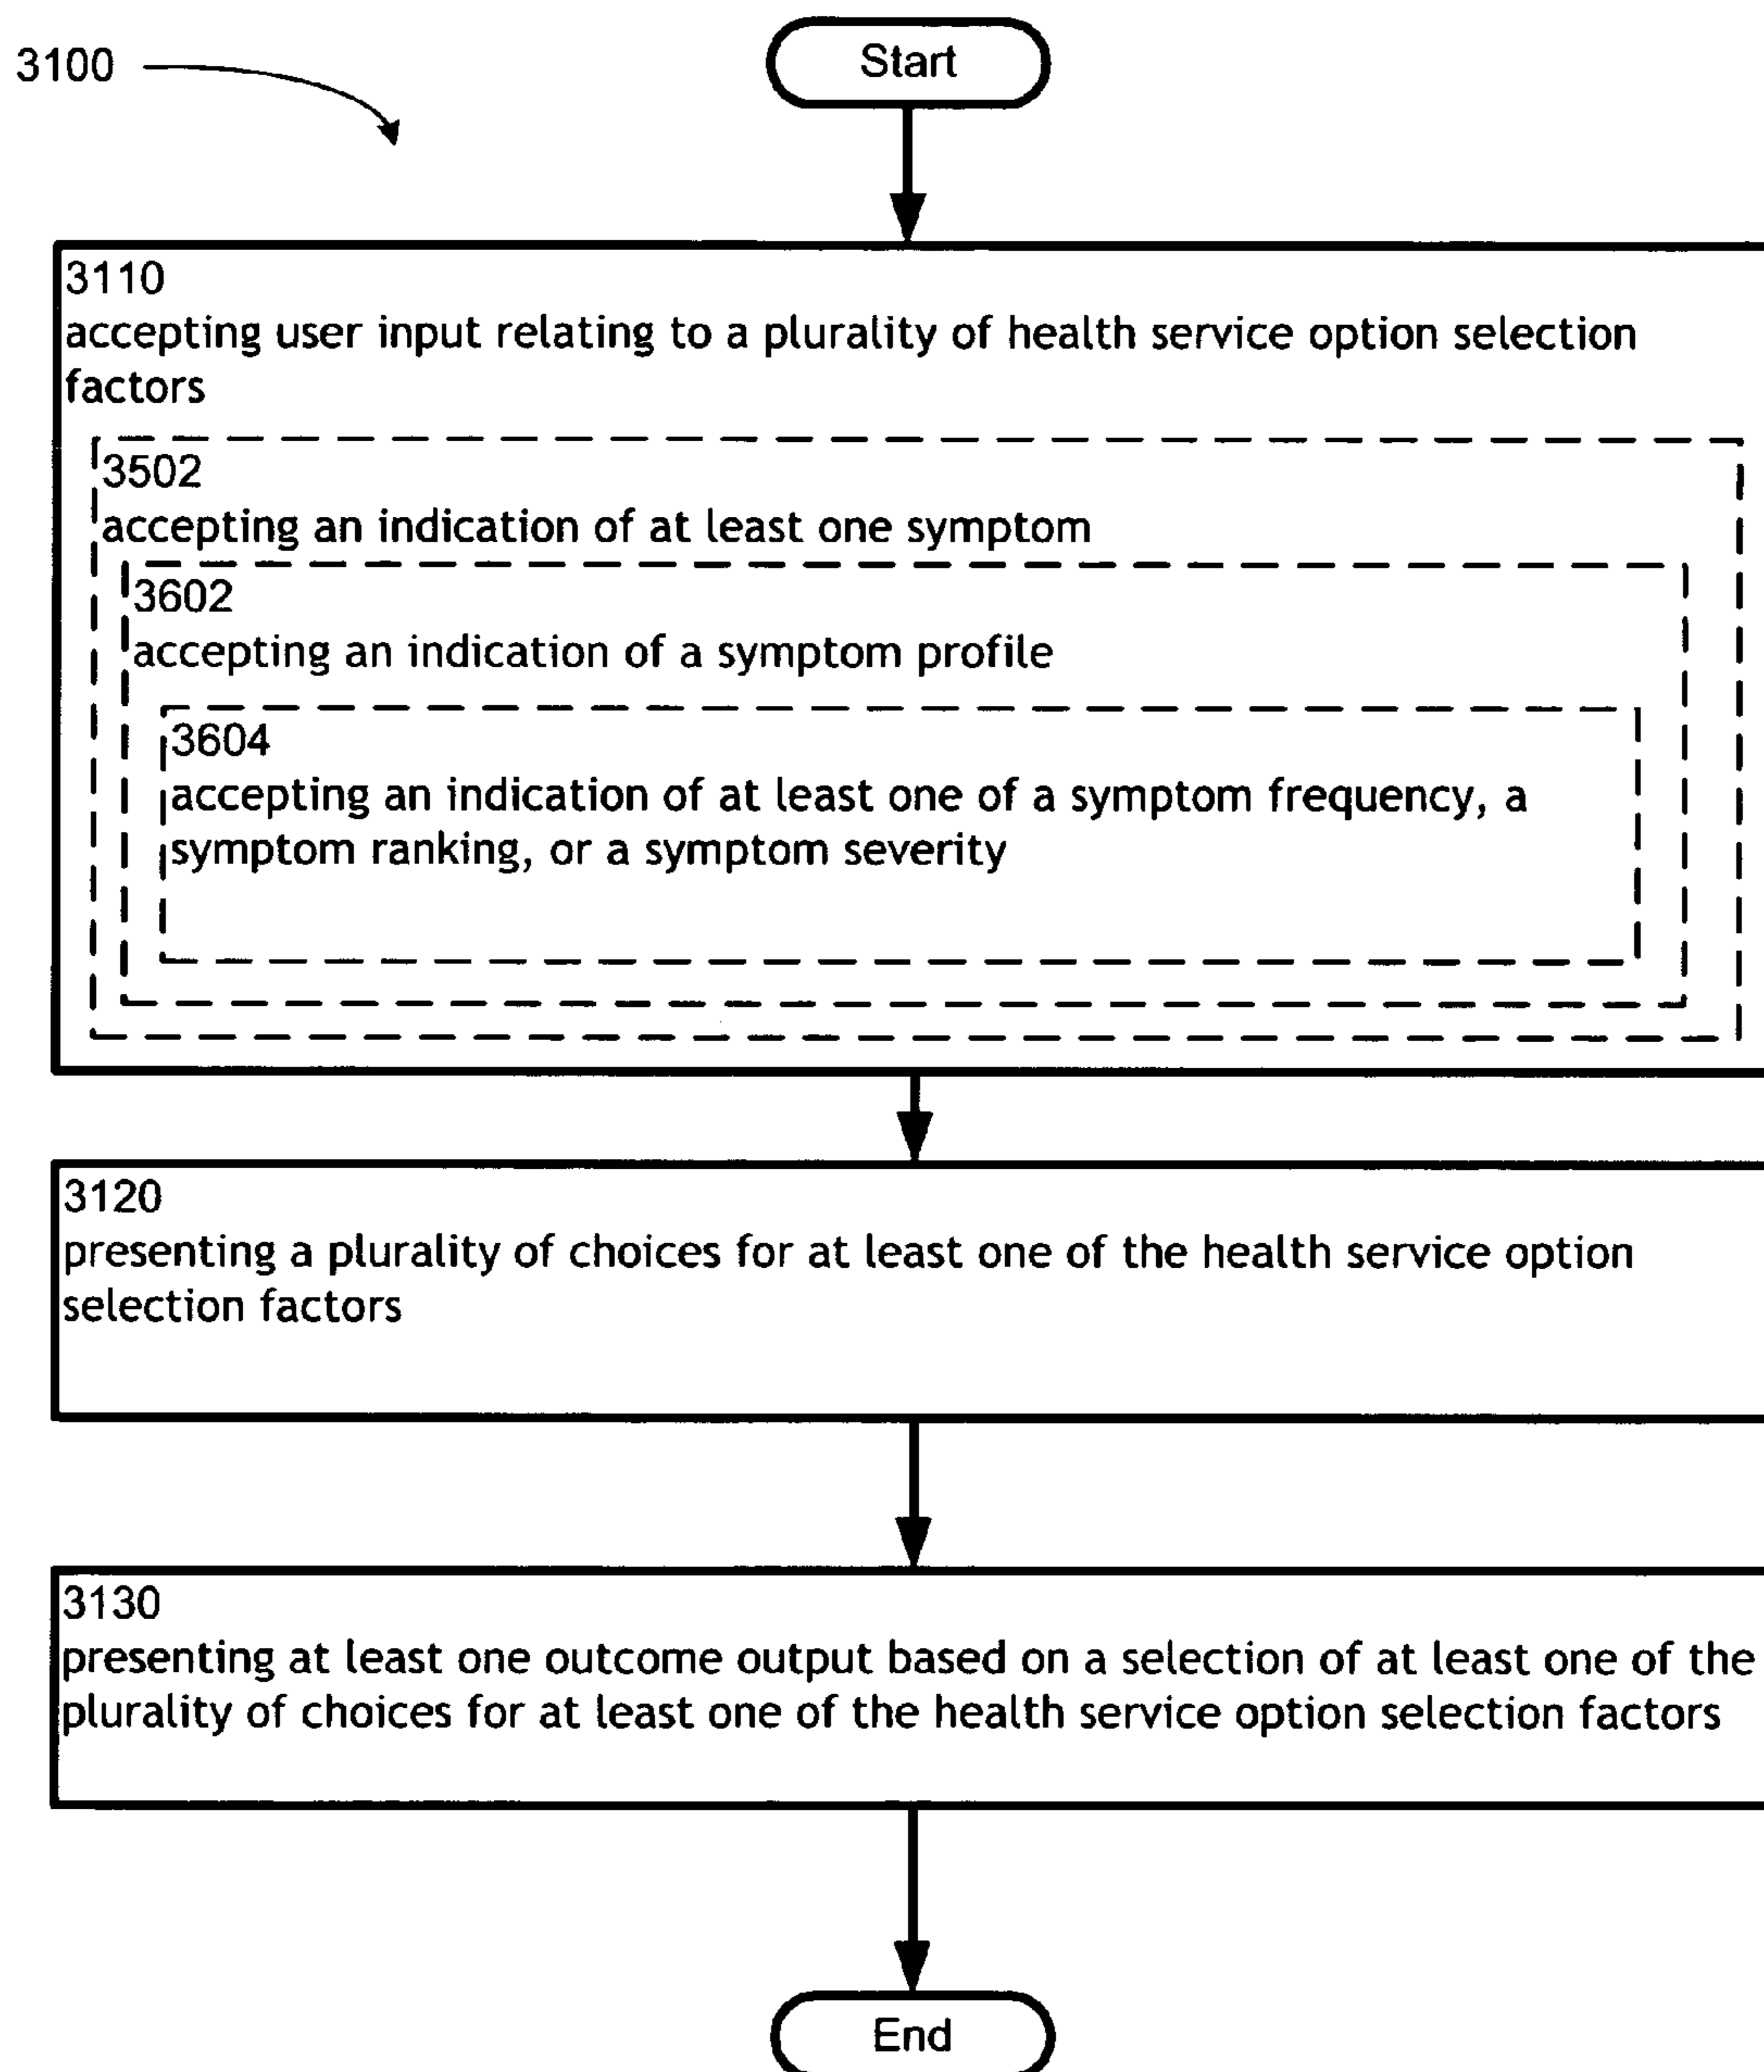 3100
Start
3110
accepting user input relating to a plurality of health service option selection
factors
3502
accepting an indication of at least one symptom
3602
accepting an indication of a symptom profile
3604
accepting an indication of at least one of a symptom frequency, a
symptom ranking, or a symptom severity
3120
presenting a plurality of choices for at least one of the health service option
selection factors
3130
presenting at least one outcome output based on a selection of at least one of the
plurality of choices for at least one of the health service option selection factors
End